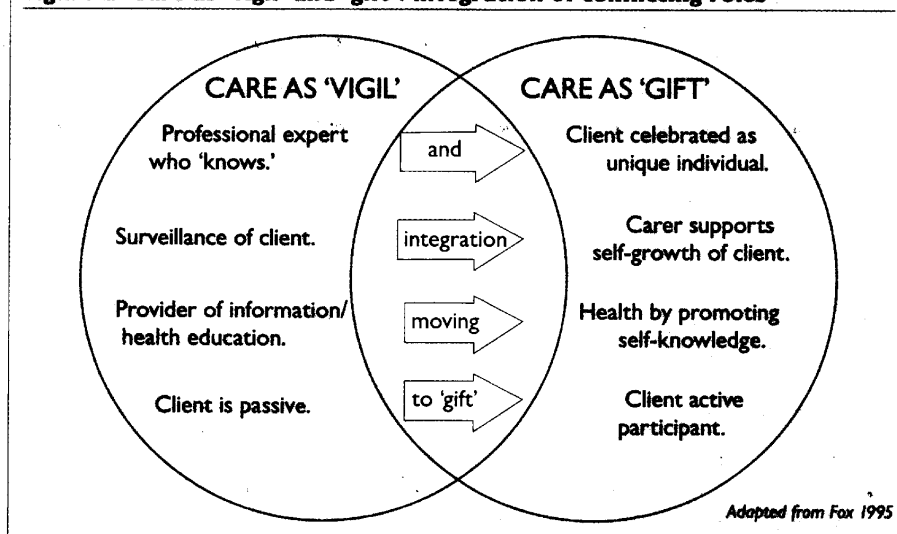 CARE AS 'VIGIL'
Professional expert
who 'knows.'
Surveillance of client.
Provider of information/
health education.
Client is passive.
and
integration
moving
to 'gift'
CARE AS 'GIFT'
Client celebrated as
unique individual.
Carer supports
self-growth of client.
Health by promoting
self-knowledge.
Client active
participant.
Adapted from Fox 1995